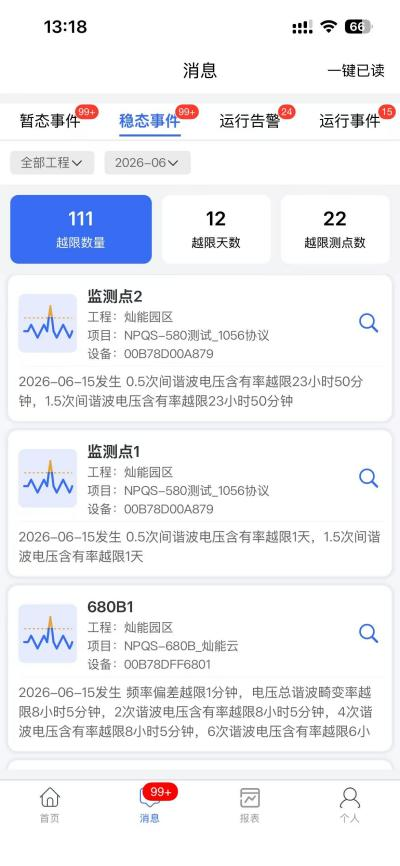 13:18
66
消息
一键已读
暂态事件 99+ 稳态事件 99+ 运行告警 24 运行事件 15
全部工程 2026-06
111 12 22
越限数量 越限天数 越限测点数
监测点2
工程：灿能园区
项目：NPQS-580测试_1056协议
设备：00B78D00A879
2026-06-15发生 0.5次间谐波电压含有率越限23小时50分
钟，1.5次间谐波电压含有率越限23小时50分钟
监测点1
工程：灿能园区
项目：NPQS-580测试_1056协议
设备：00B78D00A879
2026-06-15发生 0.5次间谐波电压含有率越限1天，1.5次间谐
波电压含有率越限1天
680B1
工程：灿能园区
项目：NPQS-680B_灿能云
设备：00B78DFF6801
2026-06-15发生 频率偏差越限1分钟，电压总谐波畸变率越
限8小时5分钟，2次谐波电压含有率越限8小时5分钟，4次谐
波电压含有率越限8小时5分钟，6次谐波电压含有率越限6小
99+
首页 消息 报表 个人